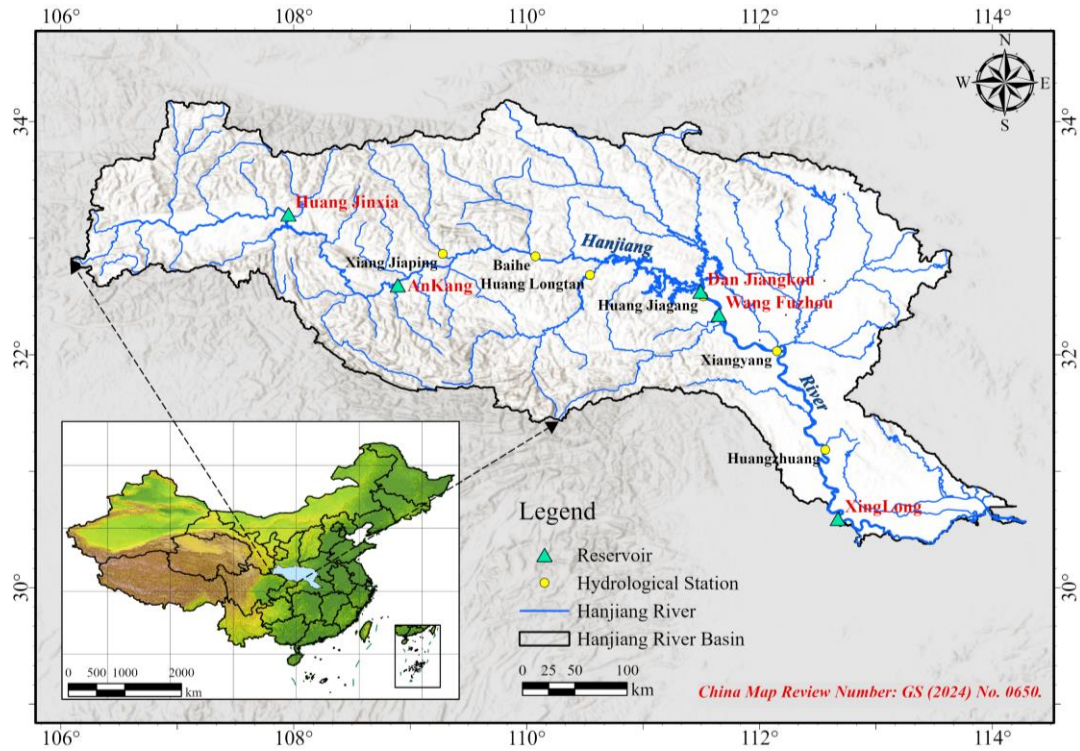 106° 108° 110° 112° 114°
N
W E
S
34° 34°
Huang Jinxia
Hanjiang
Xiang Jiaping
Baihe
Huang Longtan
AnKang
Dan Jiangkou
Huang Jiagang
Wang Fuzhou
32° 32°
Xiangyang
River
Huangzhuang
XingLong
Legend
Reservoir
Hydrological Station
Hanjiang River
Hanjiang River Basin
30° 30°
0 500 1000 2000
km
0 25 50 100
km
China Map Review Number: GS (2024) No. 0650.
106° 108° 110° 112° 114°